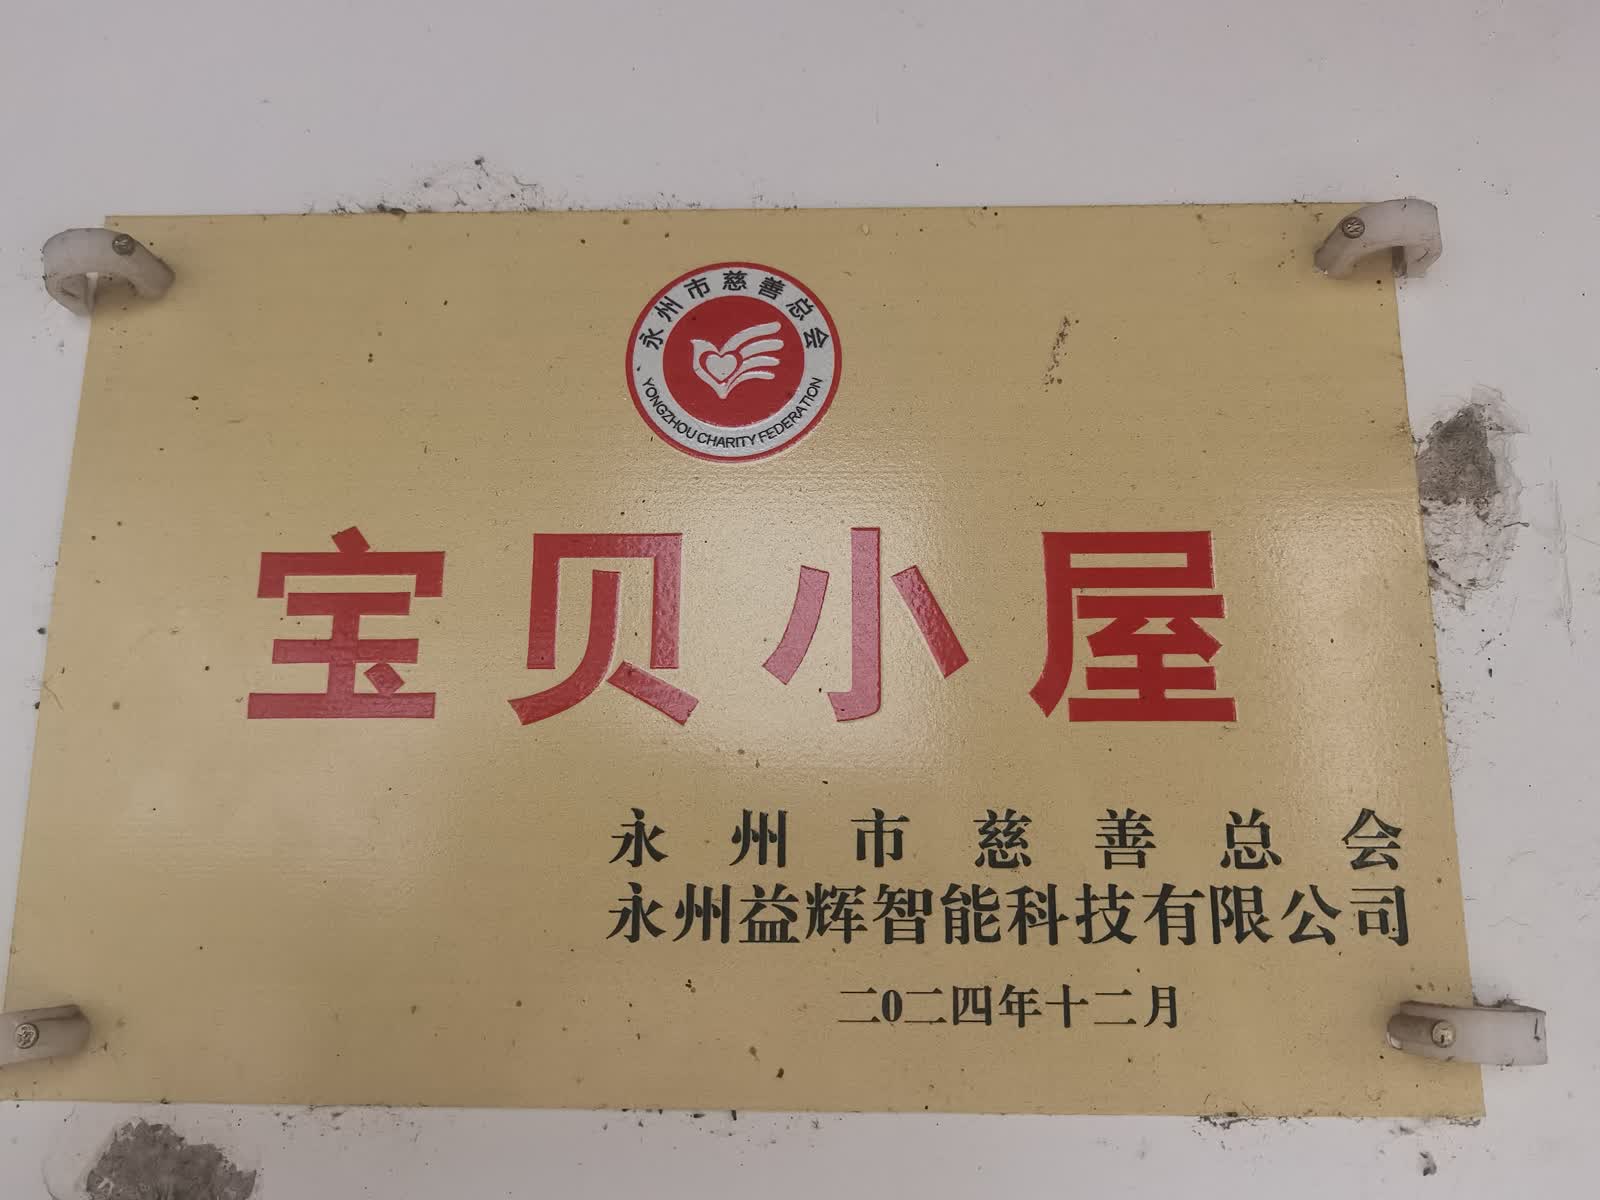 永州市慈善总会
YONGZHOU CHARITY FEDERATION
宝贝小屋
永州市慈善总会
永州益辉智能科技有限公司
二0二四年十二月